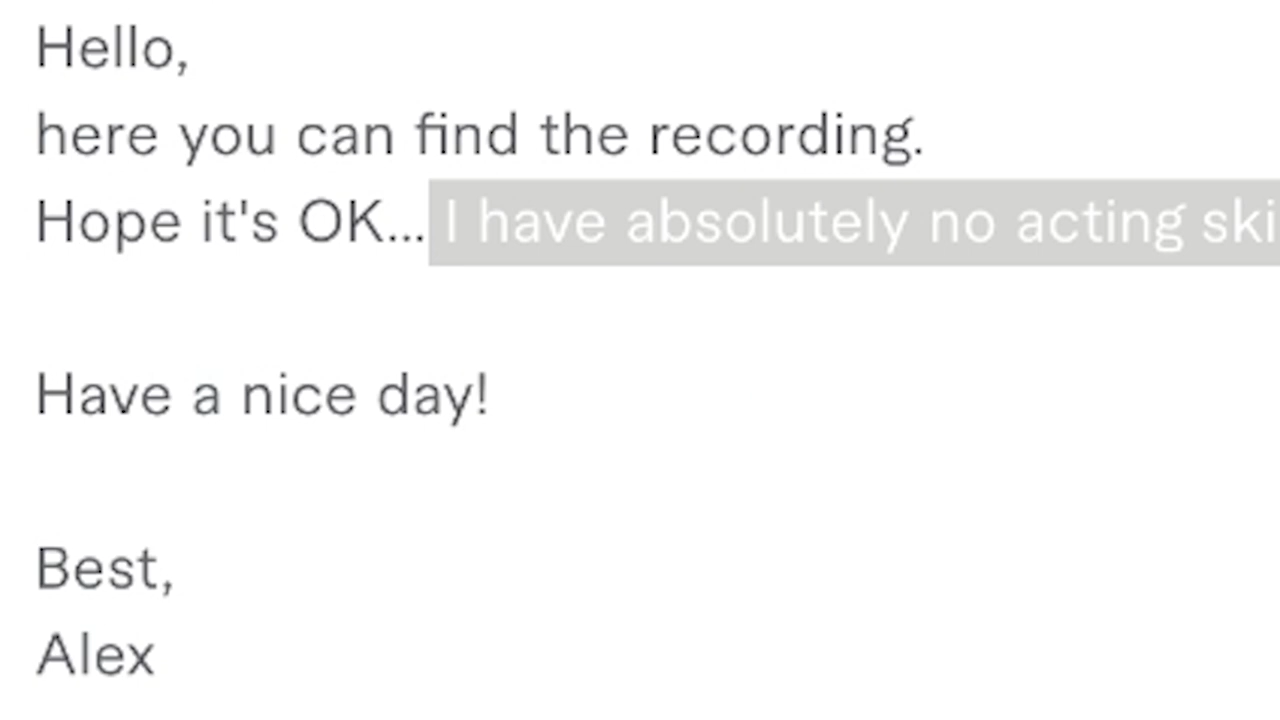 Hello,
here you can find the recording.
Hope it's OK... I have absolutely no acting ski
Have a nice day!
Best,
Alex